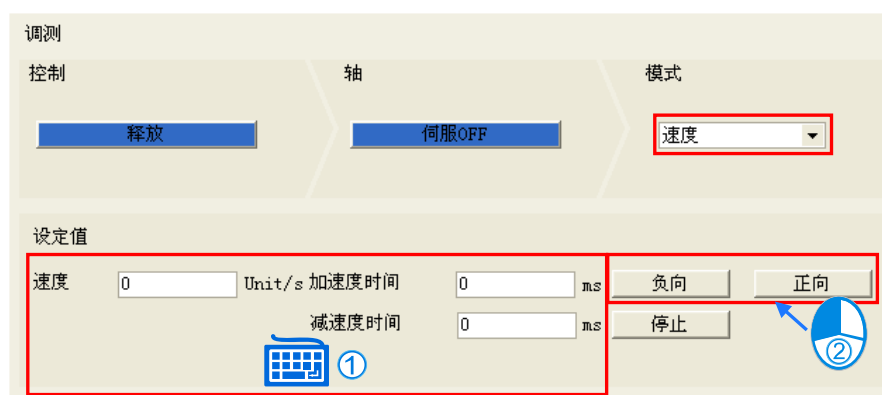 调测
控制 轴 模式
释放 伺服OFF 速度
设定值
速度 0 Unit/s 加速度时间 0 ms 负向 正向
减速度时间 0 ms 停止
① ②